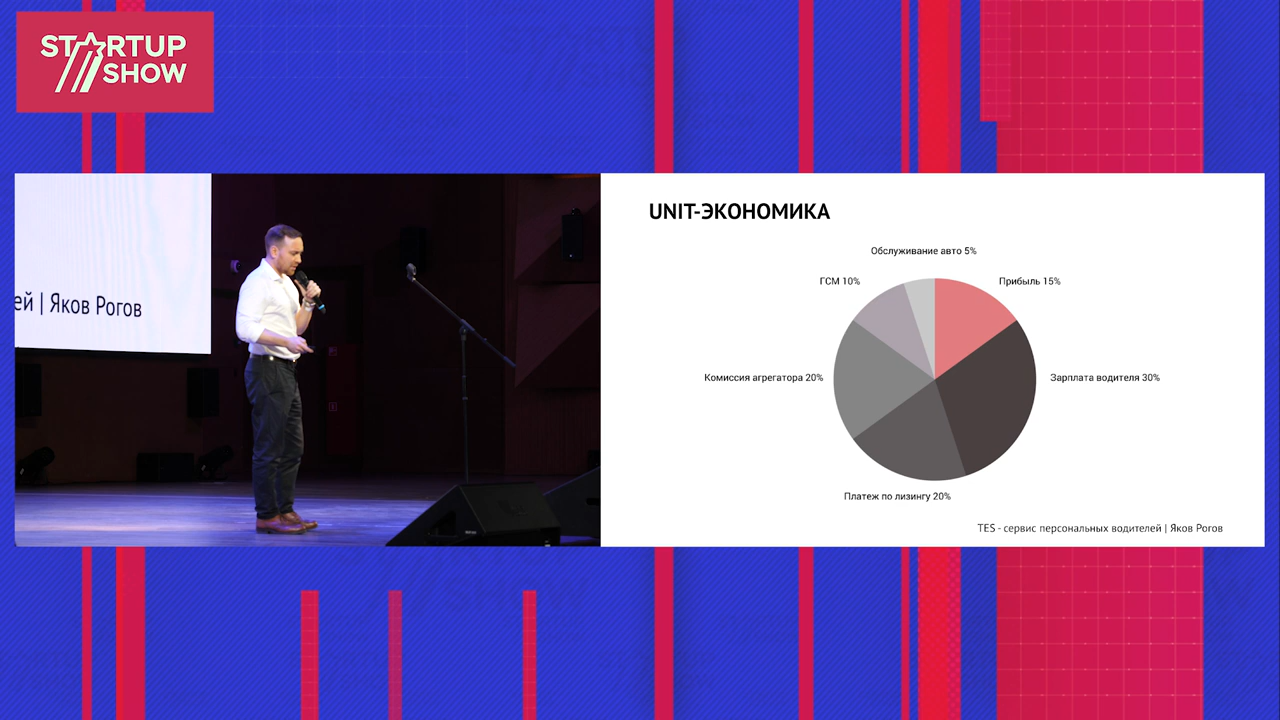 STARTUP
SHOW
ей | Яков Рогов
UNIT-ЭКОНОМИКА
Обслуживание авто 5%
ГСМ 10%
Прибыль 15%
Комиссия агрегатора 20%
Зарплата водителя 30%
Платеж по лизингу 20%
TES - сервис персональных водителей | Яков Рогов